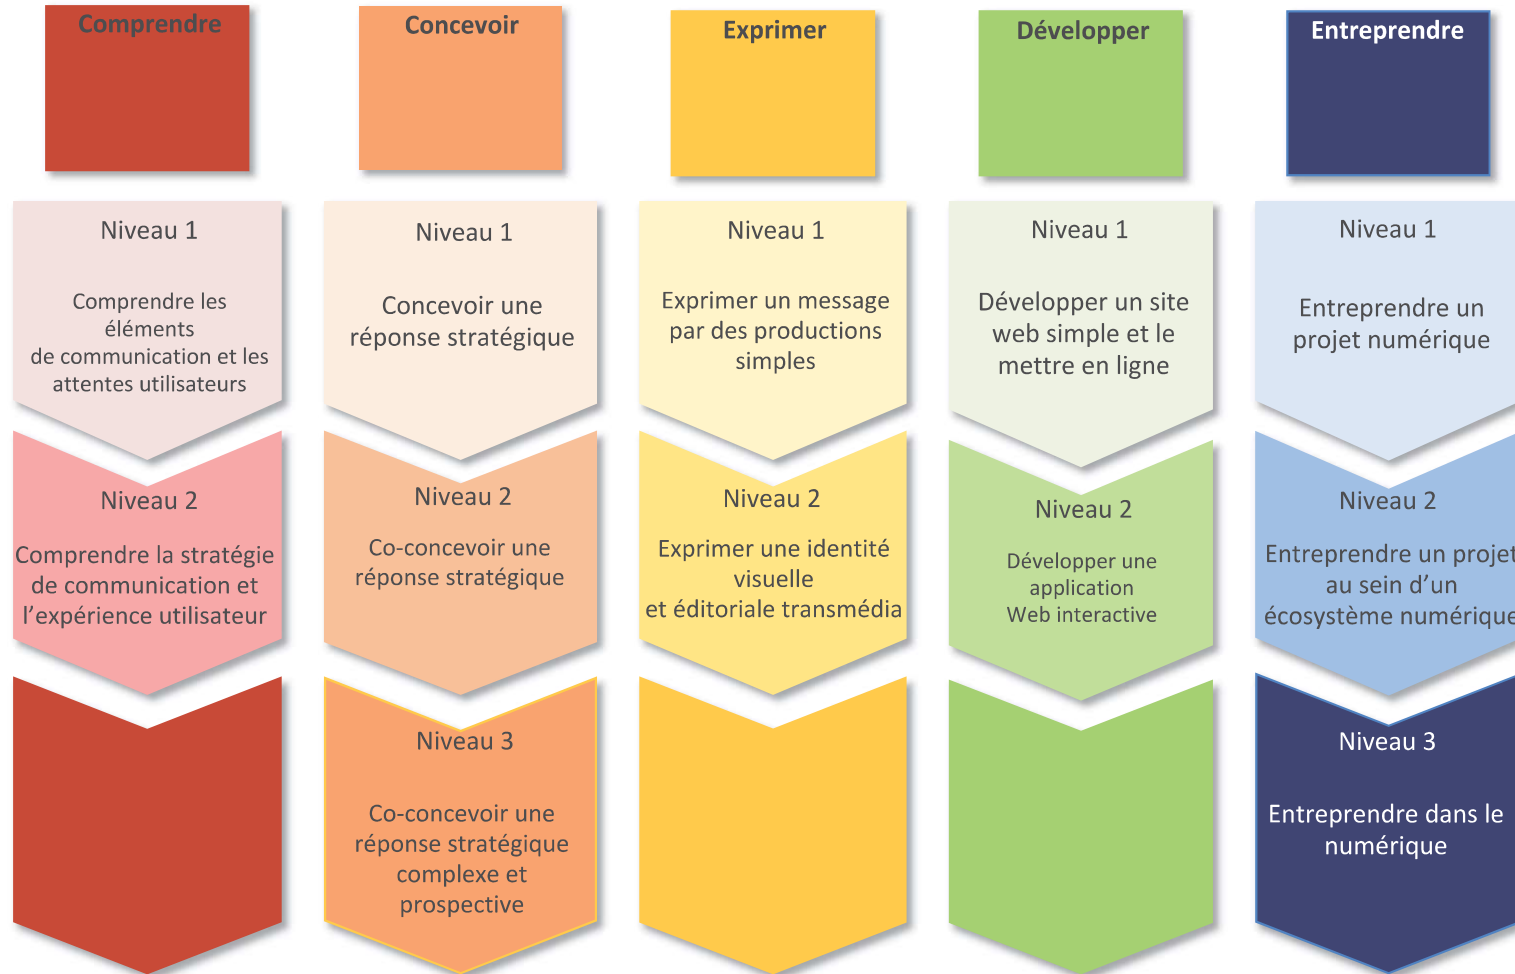 Comprendre
Concevoir
Exprimer
Développer
Entreprendre
Niveau 1
Comprendre les
éléments
de communication et les
attentes utilisateurs
Niveau 1
Concevoir une
réponse stratégique
Niveau 1
Exprimer un message
par des productions
simples
Niveau 1
Développer un site
web simple et le
mettre en ligne
Niveau 1
Entreprendre un
projet numérique
Niveau 2
Comprendre la stratégie
de communication et
l’expérience utilisateur
Niveau 2
Co-concevoir une
réponse stratégique
Niveau 2
Exprimer une identité
visuelle
et éditoriale transmédia
Niveau 2
Développer une
application
Web interactive
Niveau 2
Entreprendre un projet
au sein d’un
écosystème numérique
Niveau 3
Co-concevoir une
réponse stratégique
complexe et
prospective
Niveau 3
Entreprendre dans le
numérique